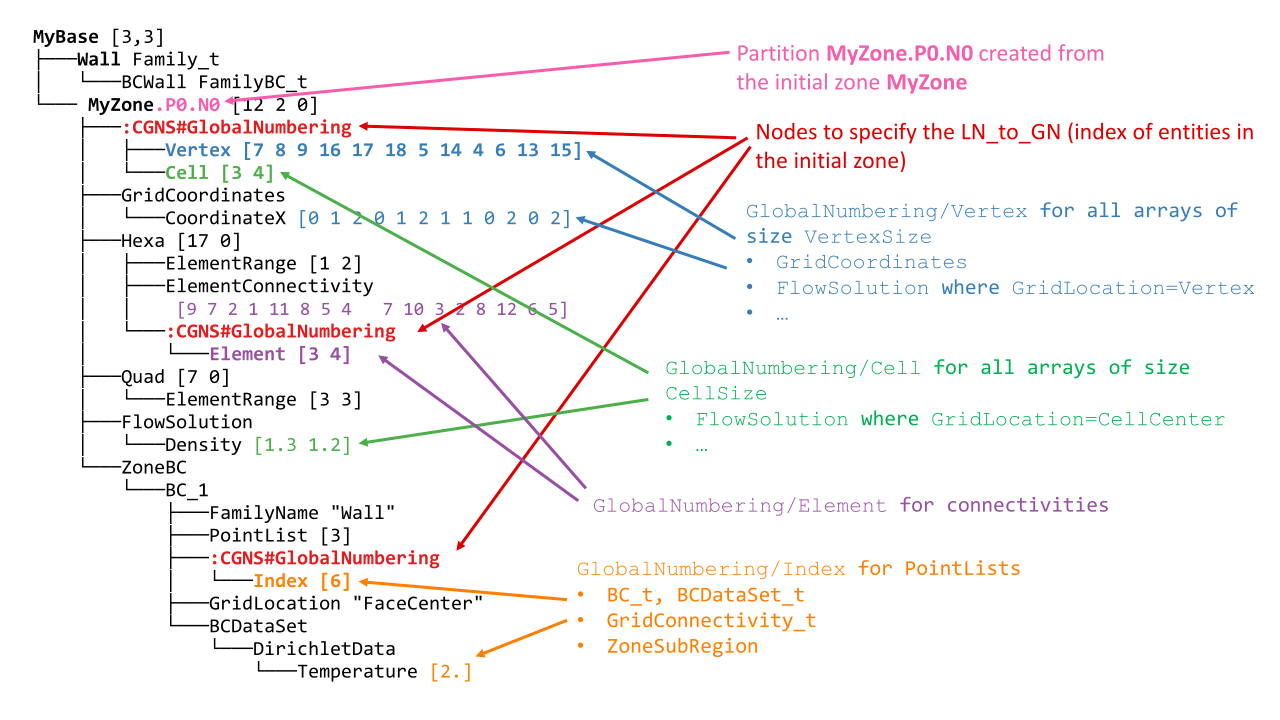 MyBase [3,3]
Wall Family_t
BCWall FamilyBC_t
MyZone.P0.N0 [12 2 0]
:CGNS#GlobalNumbering
Vertex [7 8 9 16 17 18 5 14 4 6 13 15]
Cell [3 4]
GridCoordinates
CoordinateX [0 1 2 0 1 2 1 1 0 2 0 2]
Hexa [17 0]
ElementRange [1 2]
ElementConnectivity
[9 7 2 1 11 8 5 4 7 10 3 2 8 12 6 5]
:CGNS#GlobalNumbering
Element [3 4]
Quad [7 0]
ElementRange [3 3]
FlowSolution
Density [1.3 1.2]
ZoneBC
BC_1
FamilyName "Wall"
PointList [3]
:CGNS#GlobalNumbering
Index [6]
GridLocation "FaceCenter"
BCDataSet
DirichletData
Temperature [2.]
Partition MyZone.P0.N0 created from
the initial zone MyZone
Nodes to specify the LN_to_GN (index of entities in
the initial zone)
GlobalNumbering/Vertex for all arrays of
size VertexSize
• GridCoordinates
• FlowSolution where GridLocation=Vertex
• …
GlobalNumbering/Cell for all arrays of size
CellSize
• FlowSolution where GridLocation=CellCenter
• …
GlobalNumbering/Element for connectivities
GlobalNumbering/Index for PointLists
• BC_t, BCDataSet_t
• GridConnectivity_t
• ZoneSubRegion